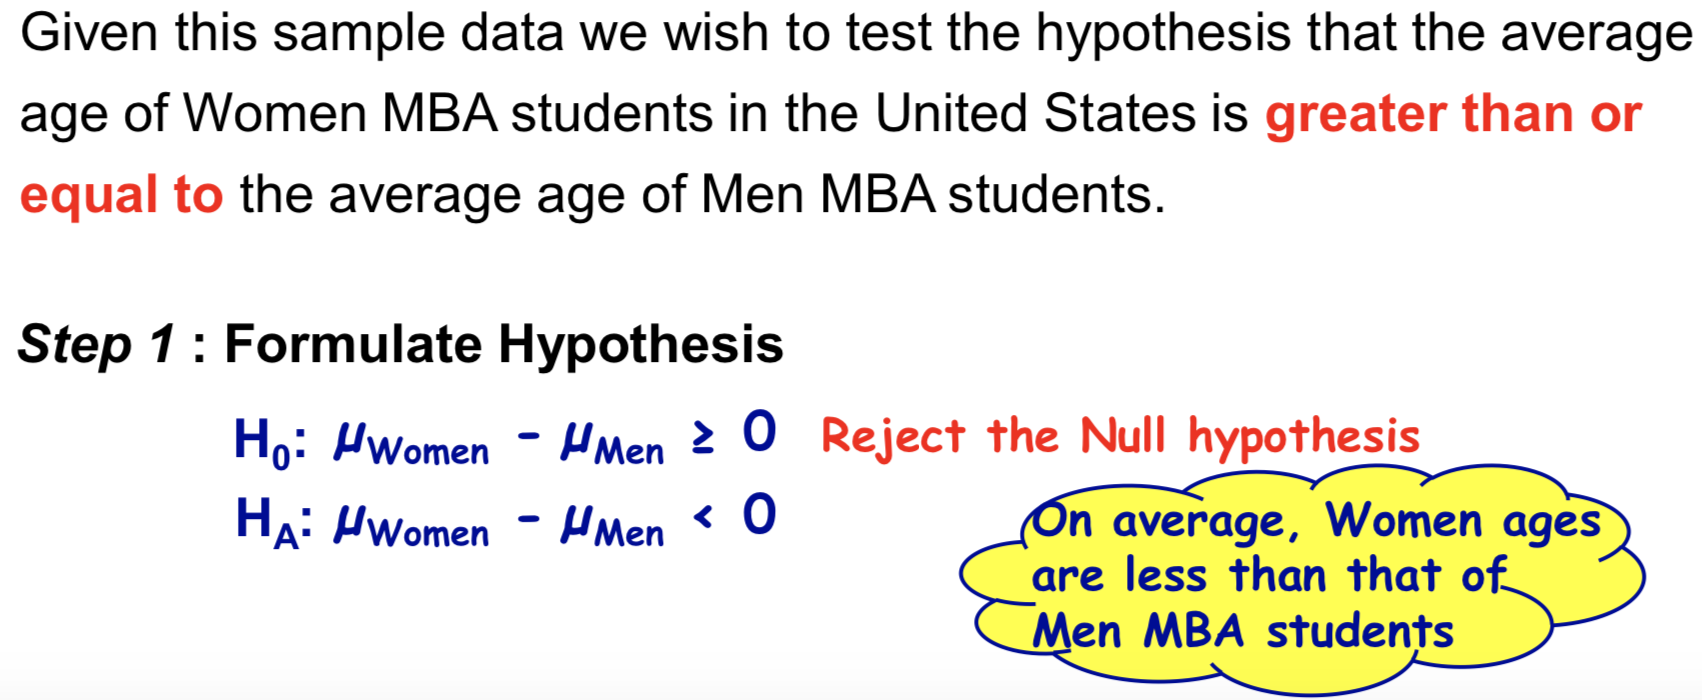 Given this sample data we wish to test the hypothesis that the average
age of Women MBA students in the United States is greater than or
equal to the average age of Men MBA students.
Step 1 : Formulate Hypothesis
H₀: μWomen - μMen ≥ 0 Reject the Null hypothesis
Hᴀ: μWomen - μMen < 0
On average, Women ages
are less than that of
Men MBA students